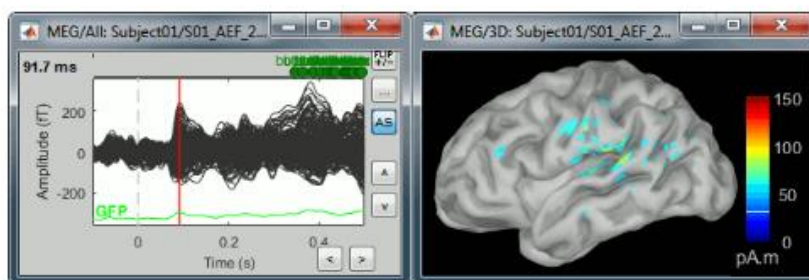 MEG/All: Subject01/S01_AEF_2...
91.7 ms
FLIP
+/-
...
AS
Amplitude (fT)
200
0
-200
GFP
0
0.2
0.4
Time (s)
<
>
MEG/3D: Subject01/S01_AEF_2...
150
100
50
0
pA.m